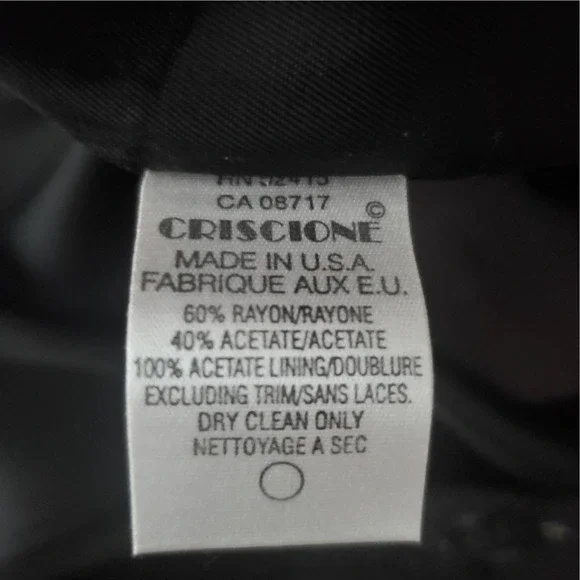 CA 08717
CRISCIONE ©
MADE IN U.S.A.
FABRIQUE AUX E.U.
60% RAYON/RAYONE
40% ACETATE/ACETATE
100% ACETATE LINING/DOUBLURE
EXCLUDING TRIM/SANS LACES.
DRY CLEAN ONLY
NETTOYAGE A SEC